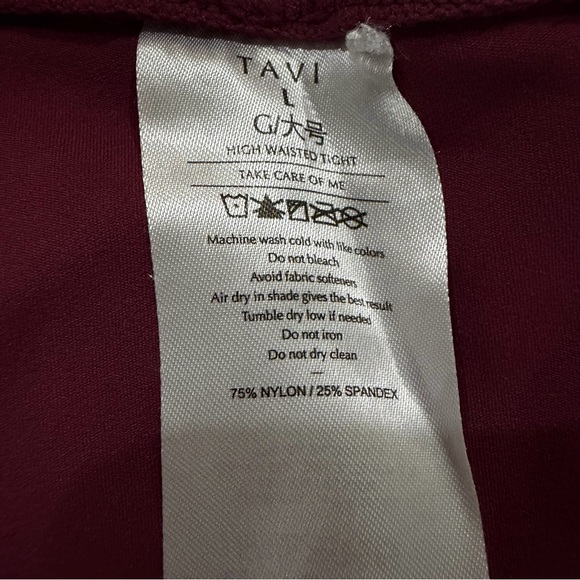 TAVI
L
G/大号
HIGH WAISTED TIGHT
TAKE CARE OF ME
Machine wash cold with like colors
Do not bleach
Avoid fabric softeners
Air dry in shade gives the best result
Tumble dry low if needed
Do not iron
Do not dry clean
—
75% NYLON / 25% SPANDEX